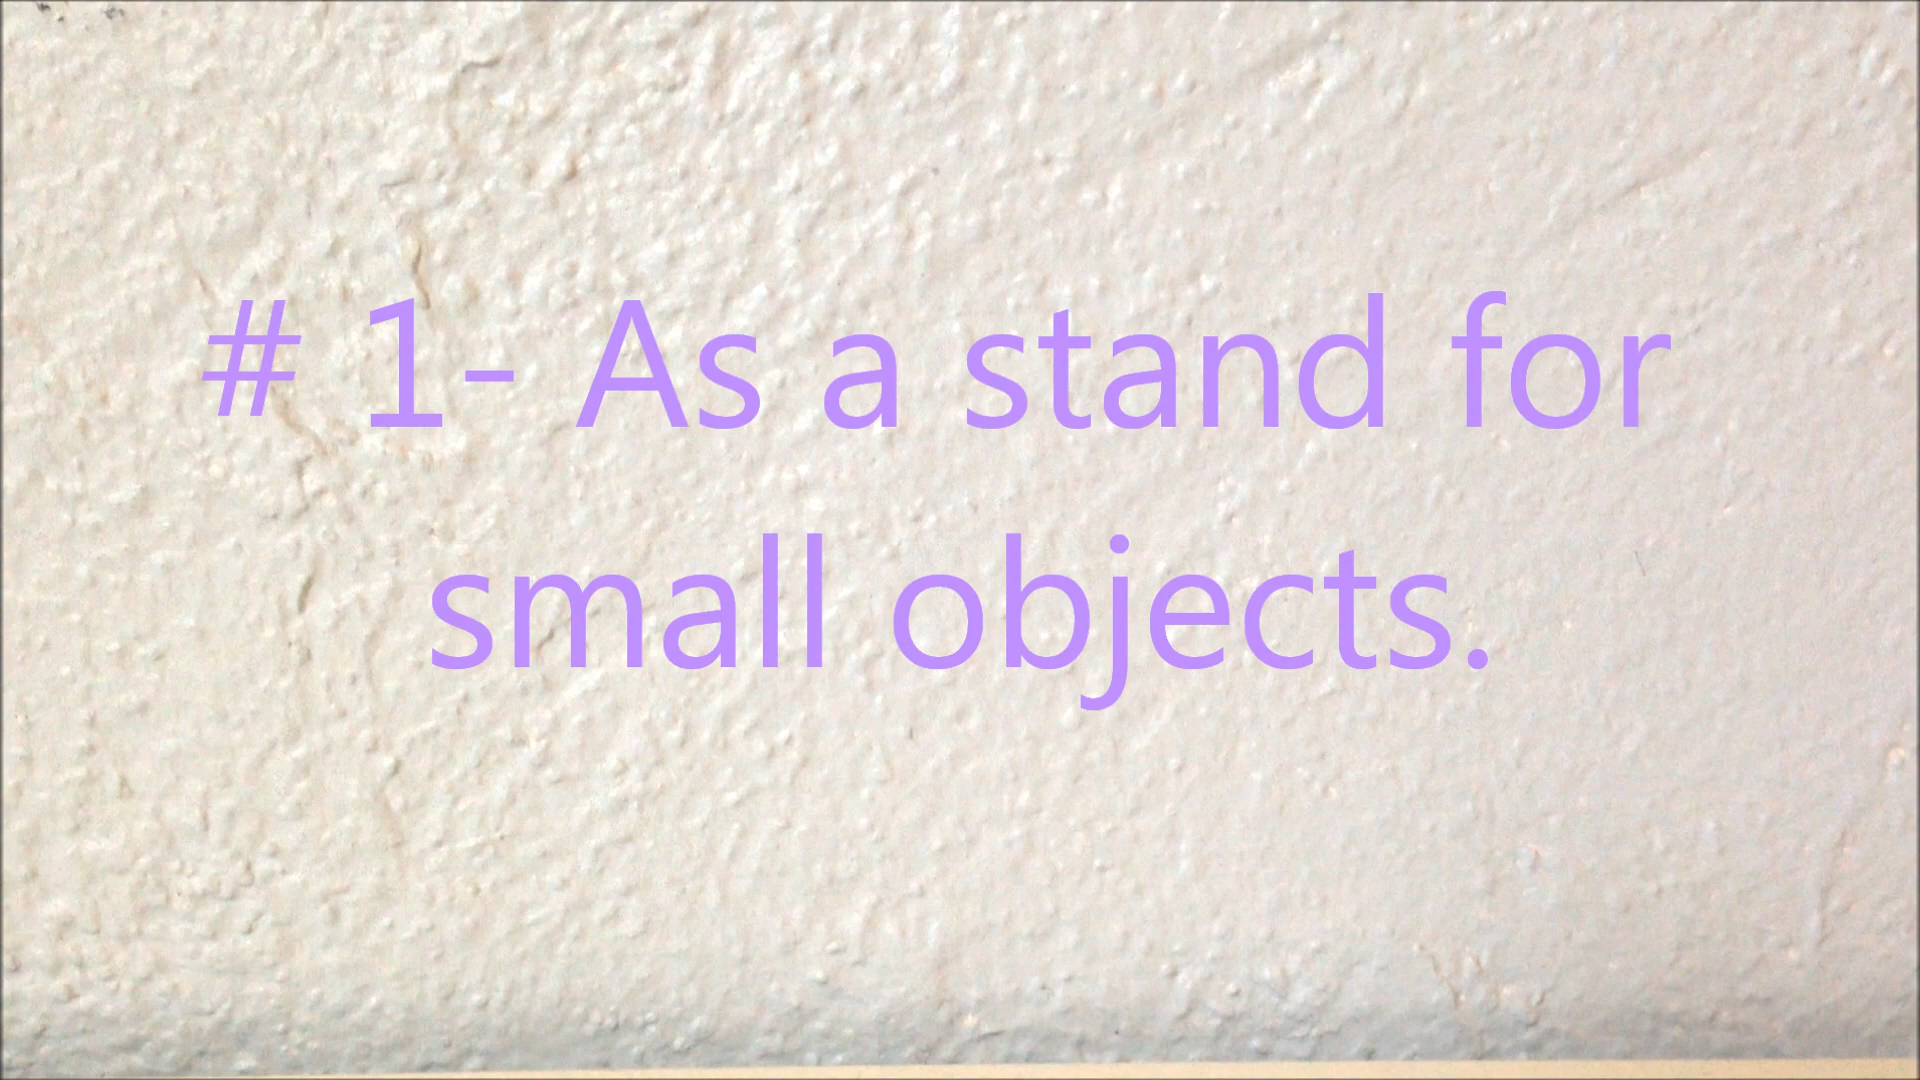 # 1- As a stand for
small objects.